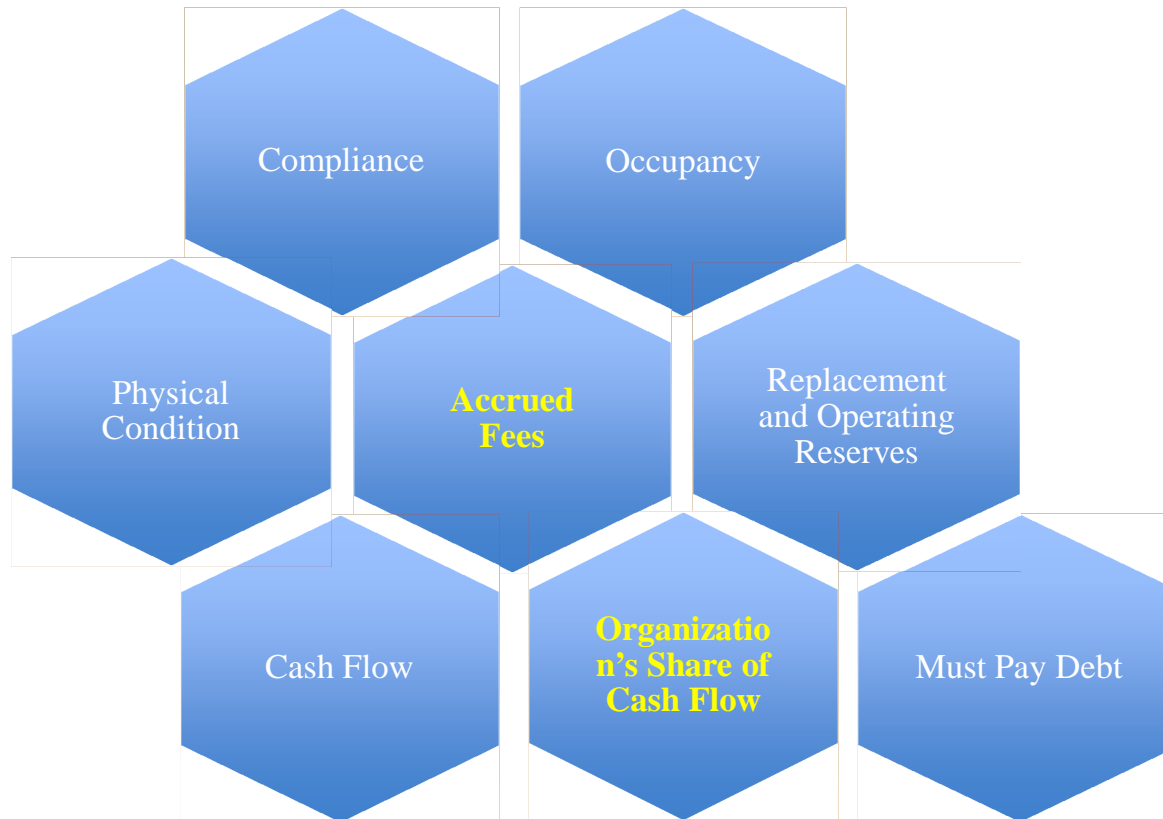 Compliance
Occupancy
Physical
Condition
Accrued
Fees
Replacement
and Operating
Reserves
Cash Flow
Organizatio
n’s Share of
Cash Flow
Must Pay Debt